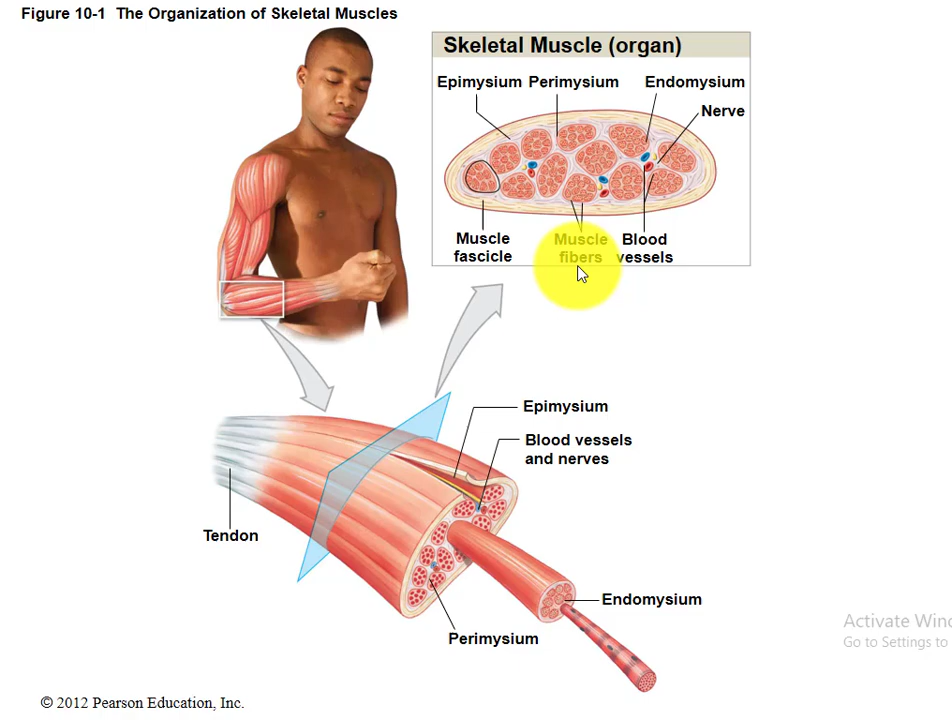 Figure 10-1 The Organization of Skeletal Muscles
Skeletal Muscle (organ)
Epimysium Perimysium Endomysium
Nerve
Muscle fascicle
Muscle fibers
Blood vessels
Epimysium
Blood vessels
and nerves
Tendon
Endomysium
Perimysium
Activate Win
Go to Settings to
© 2012 Pearson Education, Inc.